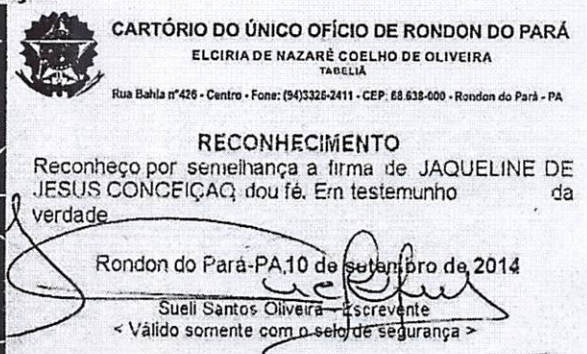 CARTÓRIO DO ÚNICO OFÍCIO DE RONDON DO PARÁ
ELCIRIA DE NAZARÉ COELHO DE OLIVEIRA
TABELIÃ
Rua Bahia nº426 - Centro - Fone: (94)3326-2411 - CEP: 68.638-000 - Rondon do Pará - PA
RECONHECIMENTO
Reconheço por semelhança a firma de JAQUELINE DE
JESUS CONCEIÇAO, dou fé. Em testemunho da
verdade
Rondon do Pará-PA,10 de setembro de 2014
Sueli Santos Oliveira - Escrevente
< Válido somente com o selo de segurança >